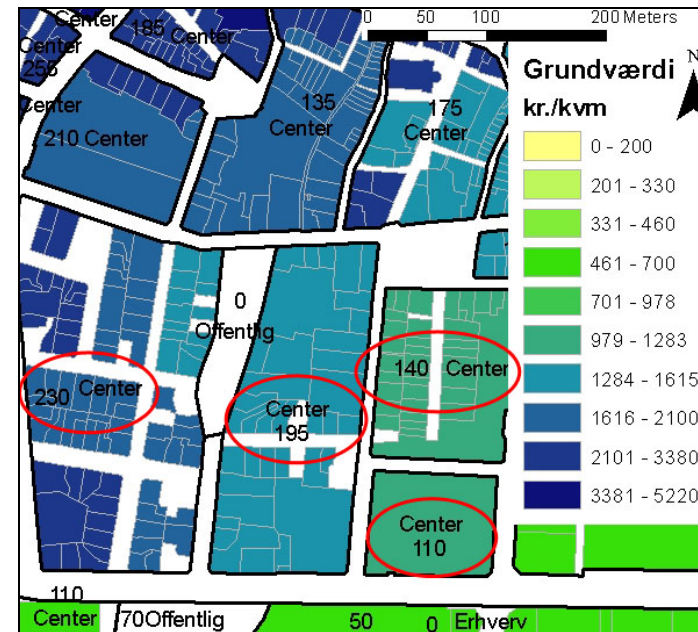 Center
185 Center
Center
255
Center
210 Center
135
Center
175
Center
0 50 100 200 Meters
N
Grundværdi
kr./kvm
0 - 200
201 - 330
331 - 460
461 - 700
701 - 978
979 - 1283
1284 - 1615
1616 - 2100
2101 - 3380
3381 - 5220
0
Offentlig
230 Center
Center
195
140 Center
Center
110
110
Center
70 Offentlig
50
0 Erhverv